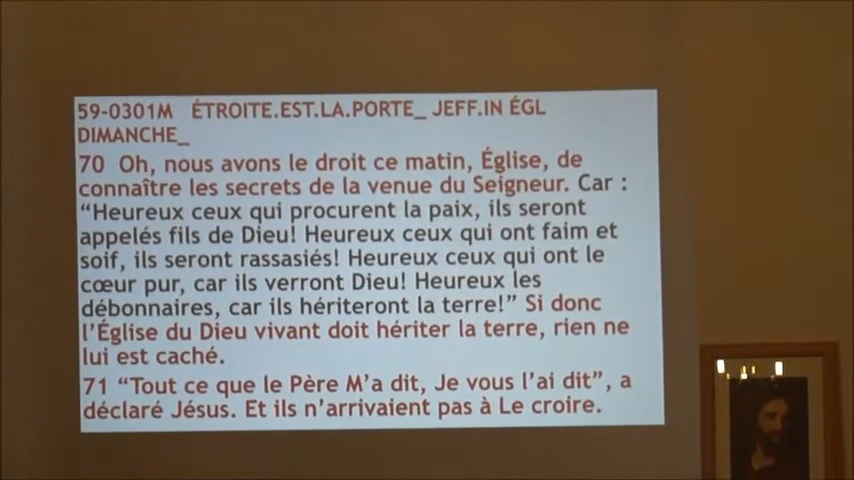 59-0301M ÉTROITE.EST.LA.PORTE_ JEFF.IN ÉGL
DIMANCHE_
70 Oh, nous avons le droit ce matin, Église, de
connaître les secrets de la venue du Seigneur. Car :
“Heureux ceux qui procurent la paix, ils seront
appelés fils de Dieu! Heureux ceux qui ont faim et
soif, ils seront rassasiés! Heureux ceux qui ont le
cœur pur, car ils verront Dieu! Heureux les
débonnaires, car ils hériteront la terre!” Si donc
l’Église du Dieu vivant doit hériter la terre, rien ne
lui est caché.
71 “Tout ce que le Père M’a dit, Je vous l’ai dit”, a
déclaré Jésus. Et ils n’arrivaient pas à Le croire.